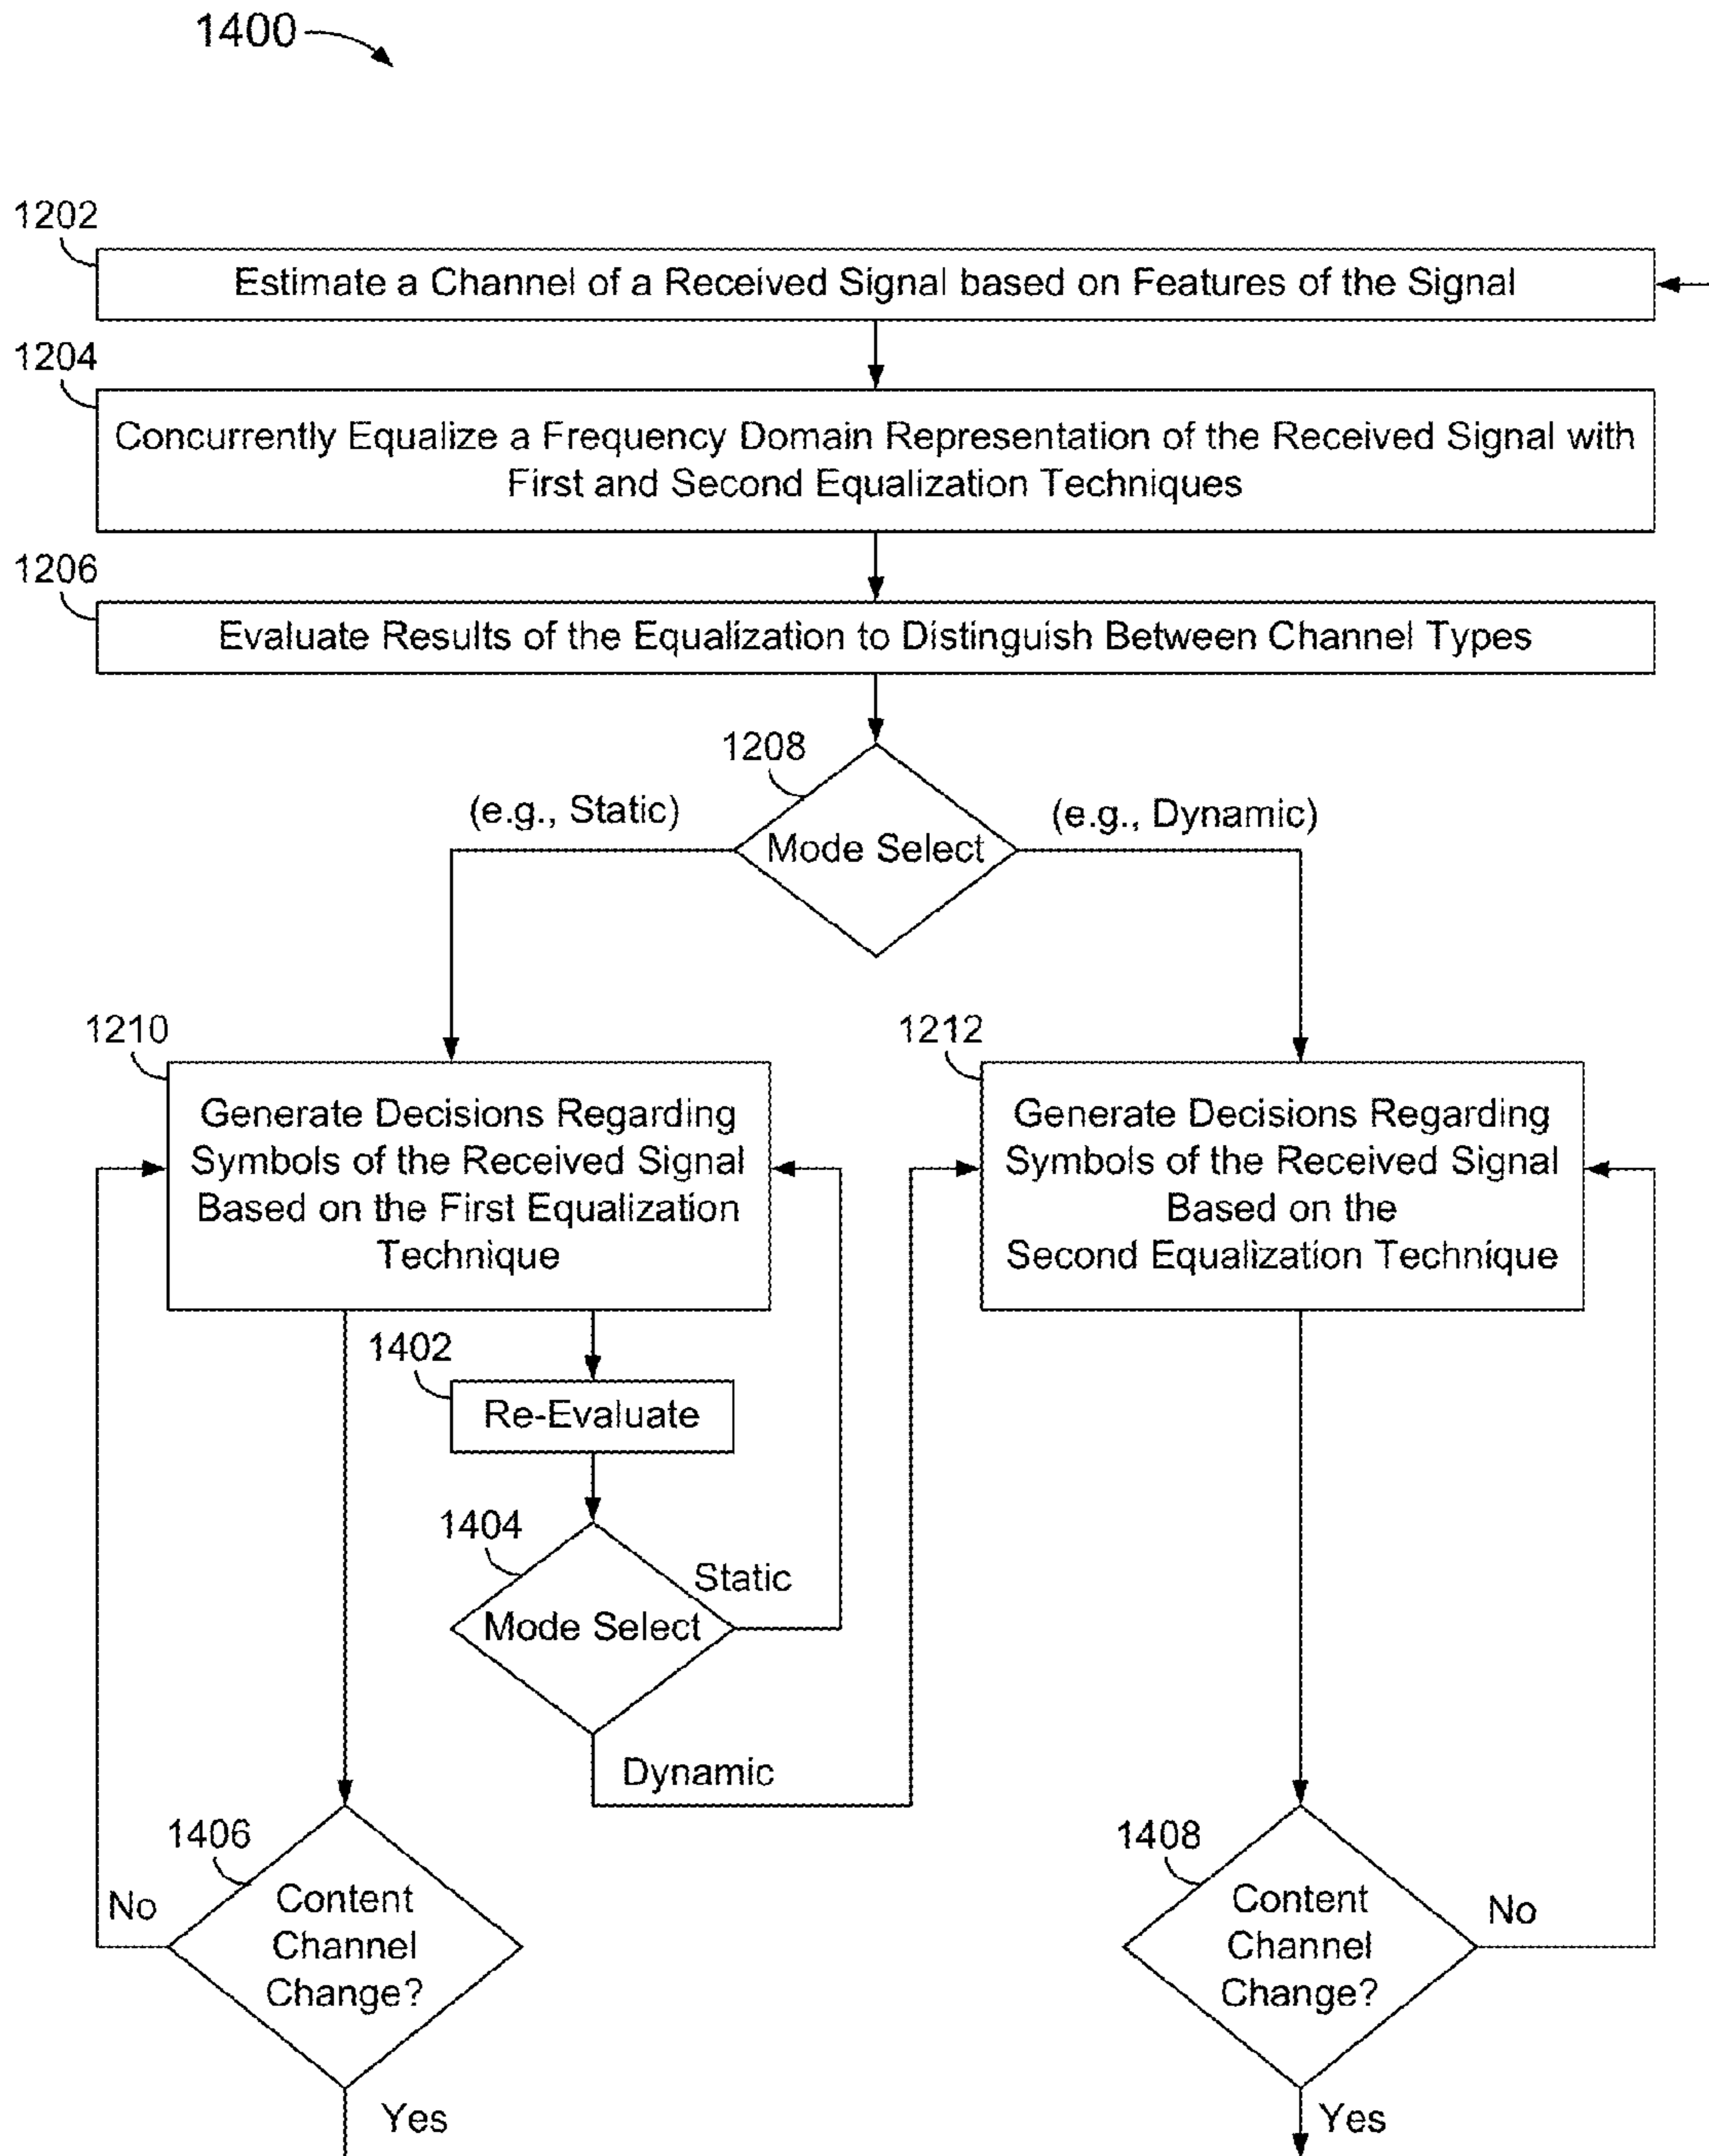 1400
1202
Estimate a Channel of a Received Signal based on Features of the Signal
1204
Concurrently Equalize a Frequency Domain Representation of the Received Signal with
First and Second Equalization Techniques
1206
Evaluate Results of the Equalization to Distinguish Between Channel Types
1208
(e.g., Static)
(e.g., Dynamic)
Mode Select
1210
Generate Decisions Regarding
Symbols of the Received Signal
Based on the First Equalization
Technique
1212
Generate Decisions Regarding
Symbols of the Received Signal
Based on the
Second Equalization Technique
1402
Re-Evaluate
1404
Static
Mode Select
Dynamic
1406
No
Content
Channel
Change?
Yes
1408
Content
Channel
Change?
No
Yes